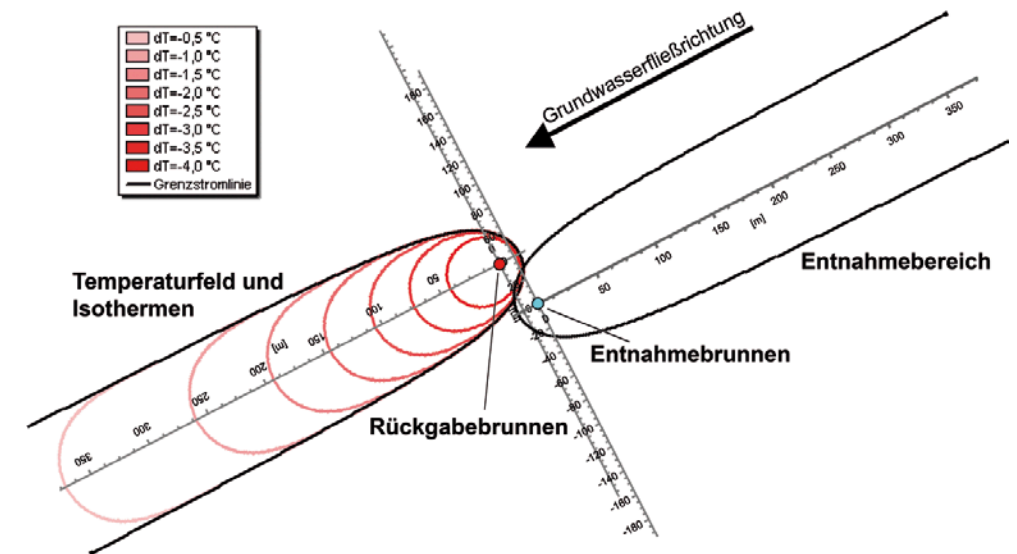 dT=-0,5 °C
dT=-1,0 °C
dT=-1,5 °C
dT=-2,0 °C
dT=-2,5 °C
dT=-3,0 °C
dT=-3,5 °C
dT=-4,0 °C
Grenzstromlinie
Grundwasserfließrichtung
Temperaturfeld und
Isothermen
Entnahmebereich
Entnahmebrunnen
Rückgabebrunnen
180
160
140
120
100
80
60
0
-20
-40
-60
-80
-100
-120
-140
-160
-180
0
50
100
150
[m]
200
250
300
350
50
100
150
[m]
200
250
300
350